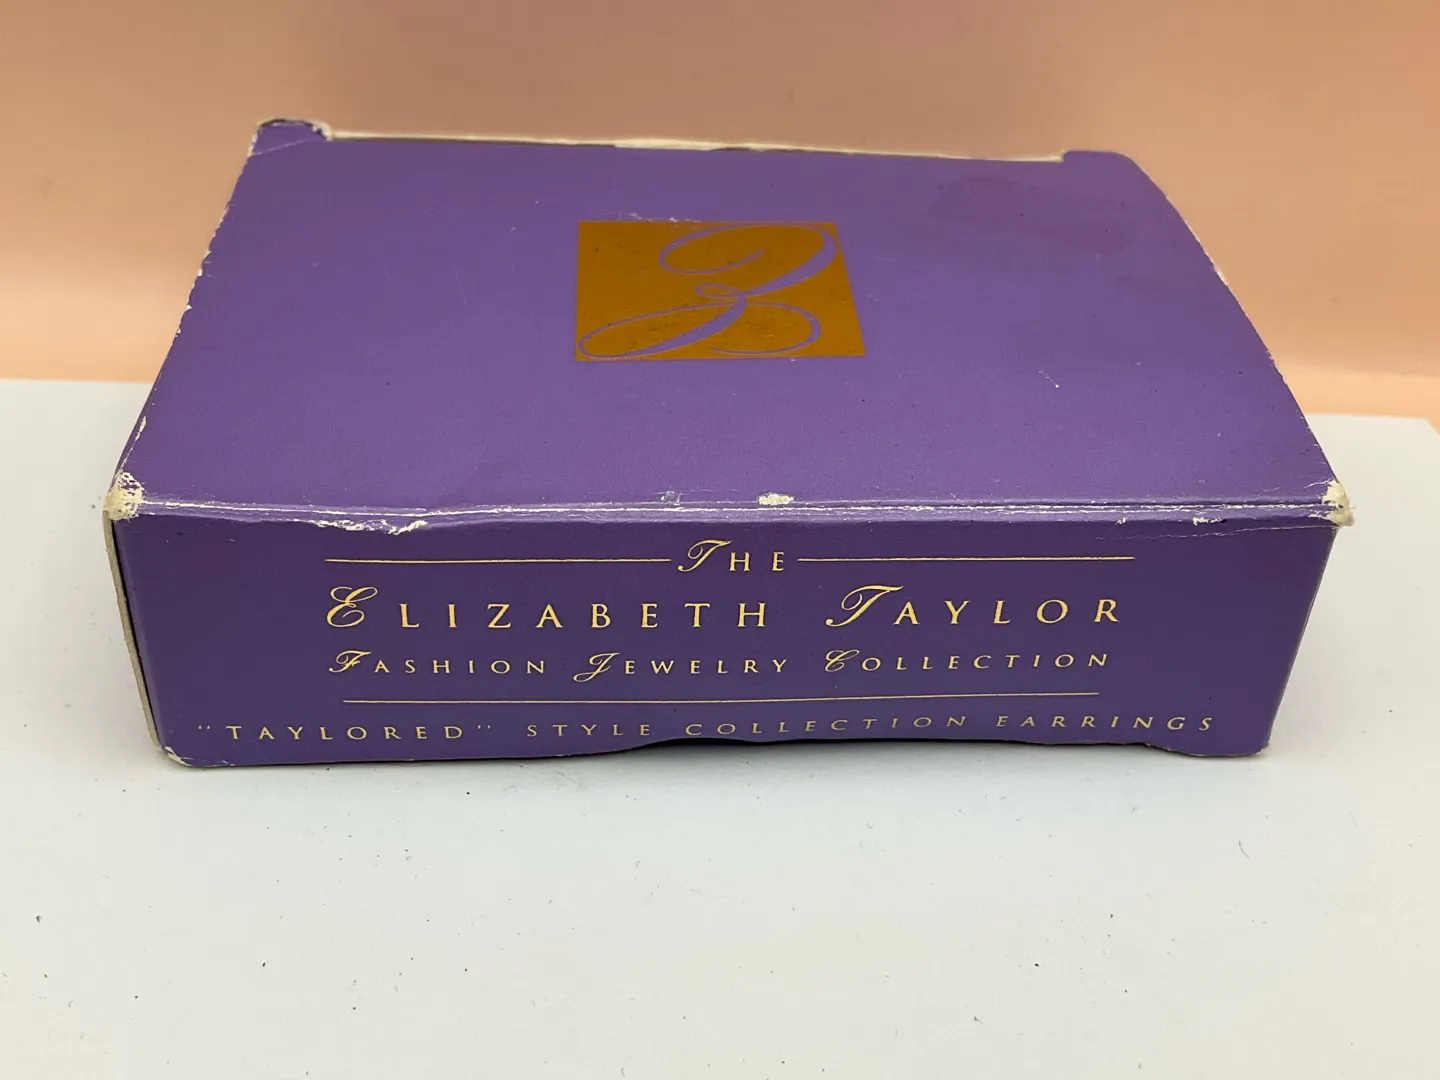 THE
ELIZABETH TAYLOR
FASHION JEWELRY COLLECTION
"TAYLORED" STYLE COLLECTION EARRINGS